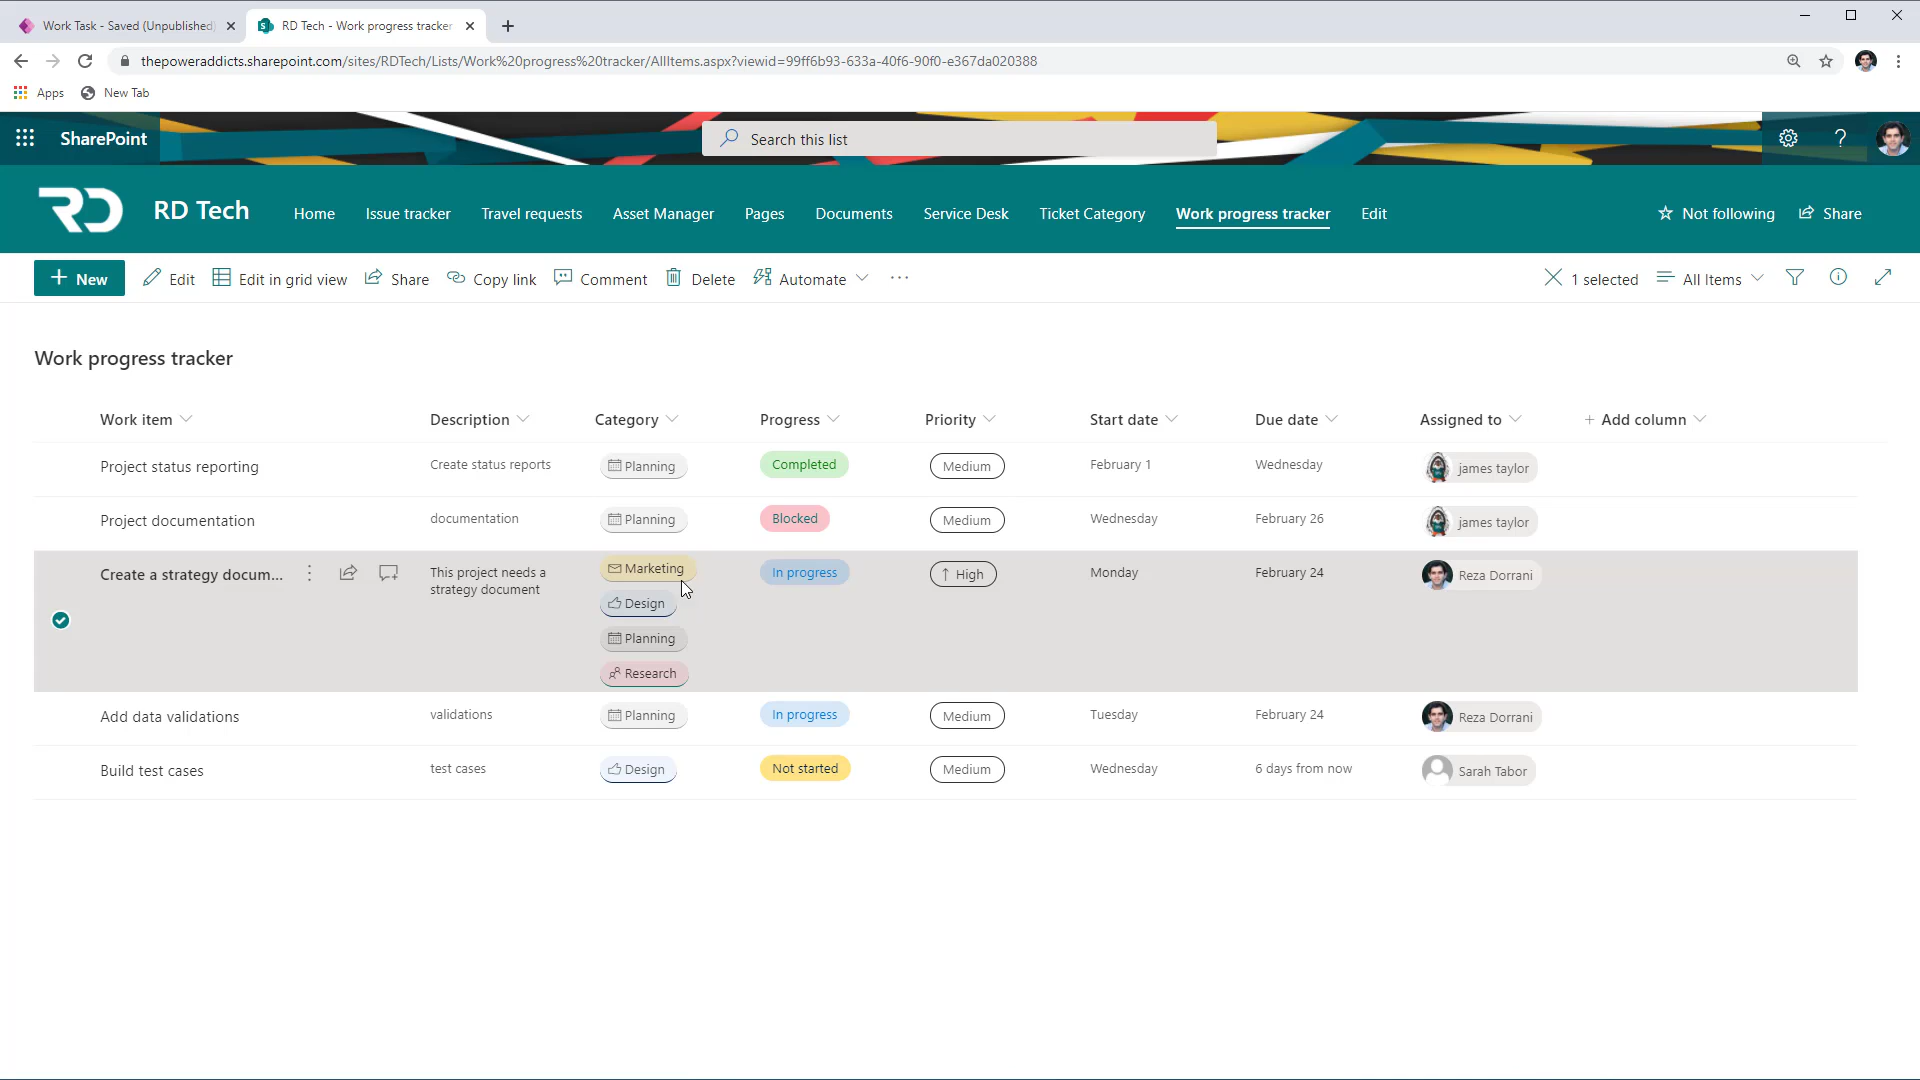 Work Task - Saved (Unpublished)
RD Tech - Work progress tracker
thepoweraddicts.sharepoint.com/sites/RDTech/Lists/Work%20progress%20tracker/AllItems.aspx?viewid=99ff6b93-633a-40f6-90f0-e367da020388
Apps New Tab
SharePoint
Search this list
RD Tech Home Issue tracker Travel requests Asset Manager Pages Documents Service Desk Ticket Category Work progress tracker Edit Not following Share
New Edit Edit in grid view Share Copy link Comment Delete Automate 1 selected All Items
Work progress tracker
Work item Description Category Progress Priority Start date Due date Assigned to Add column
Project status reporting Create status reports Planning Completed Medium February 1 Wednesday james taylor
Project documentation documentation Planning Blocked Medium Wednesday February 26 james taylor
Create a strategy docum... This project needs a Marketing In progress High Monday February 24 Reza Dorrani
strategy document
Design
Planning
Research
Add data validations validations Planning In progress Medium Tuesday February 24 Reza Dorrani
Build test cases test cases Design Not started Medium Wednesday 6 days from now Sarah Tabor